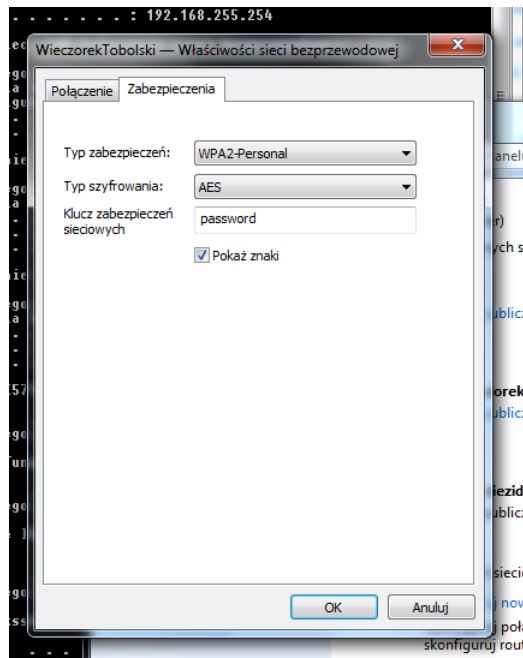 . . . . . . . : 192.168.255.254
WieczorekTobolski — Właściwości sieci bezprzewodowej
Połączenie
Zabezpieczenia
Typ zabezpieczeń:
WPA2-Personal
Typ szyfrowania:
AES
Klucz zabezpieczeń
sieciowych
password
Pokaż znaki
OK
Anuluj
skonfiguruj rout